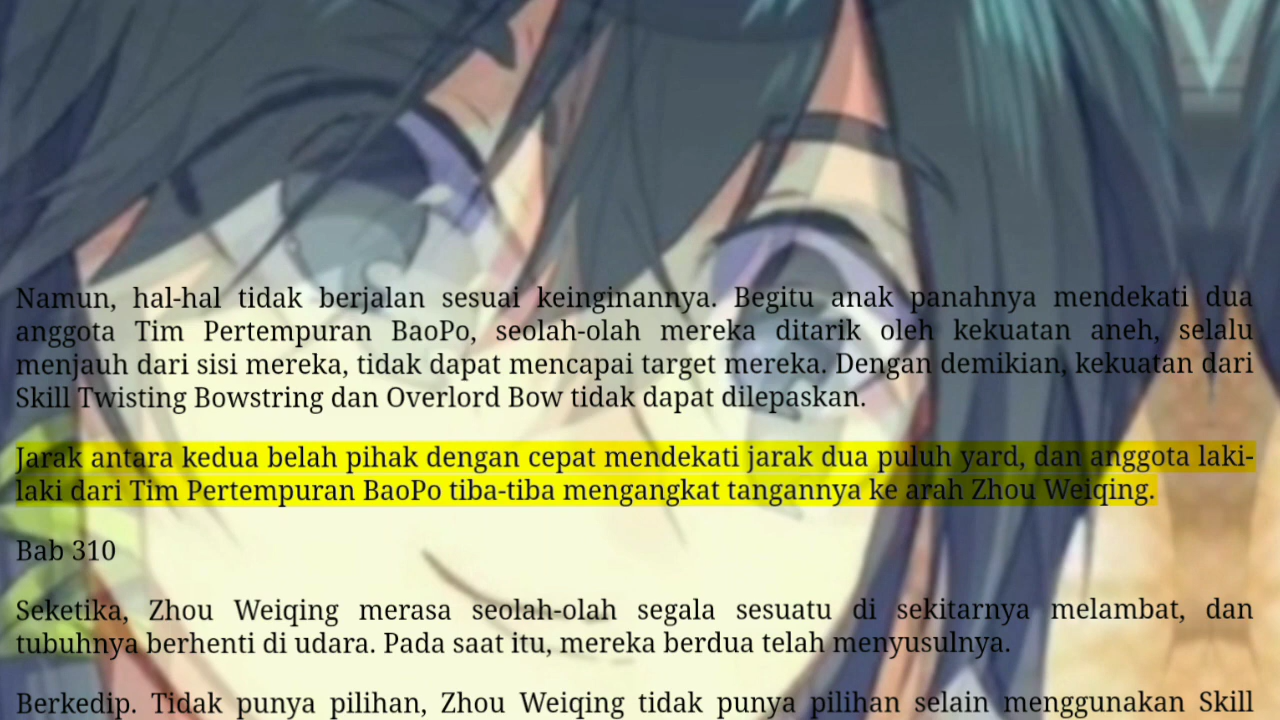 Namun, hal-hal tidak berjalan sesuai keinginannya. Begitu anak panahnya mendekati dua
anggota Tim Pertempuran BaoPo, seolah-olah mereka ditarik oleh kekuatan aneh, selalu
menjauh dari sisi mereka, tidak dapat mencapai target mereka. Dengan demikian, kekuatan dari
Skill Twisting Bowstring dan Overlord Bow tidak dapat dilepaskan.
Jarak antara kedua belah pihak dengan cepat mendekati jarak dua puluh yard, dan anggota laki-
laki dari Tim Pertempuran BaoPo tiba-tiba mengangkat tangannya ke arah Zhou Weiqing.
Bab 310
Seketika, Zhou Weiqing merasa seolah-olah segala sesuatu di sekitarnya melambat, dan
tubuhnya berhenti di udara. Pada saat itu, mereka berdua telah menyusulnya.
Berkedip. Tidak punya pilihan, Zhou Weiqing tidak punya pilihan selain menggunakan Skill